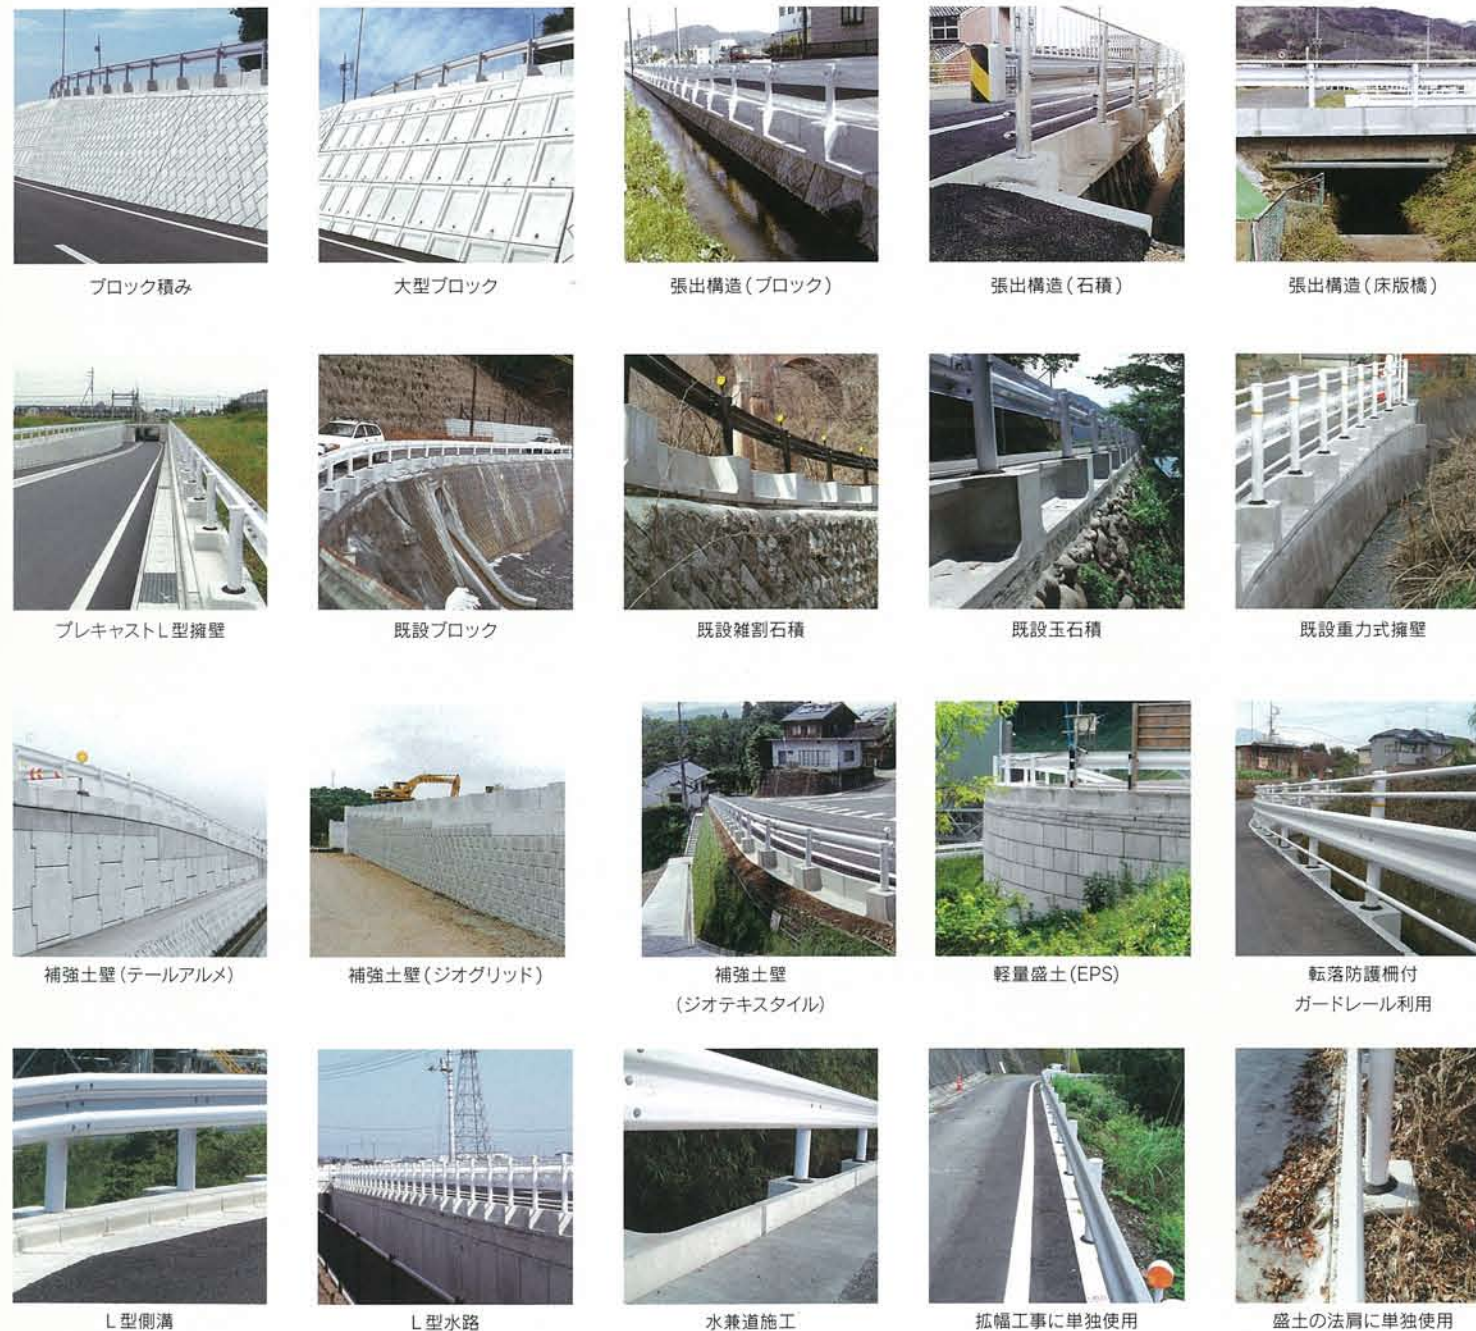 ブロック積み
大型ブロック
張出構造(ブロック)
張出構造(石積)
張出構造(床版橋)
プレキャストL型擁壁
既設ブロック
既設雑割石積
既設玉石積
既設重力式擁壁
補強土壁(テールアルメ)
補強土壁(ジオグリッド)
補強土壁
(ジオテキスタイル)
軽量盛土(EPS)
転落防護柵付
ガードレール利用
L型側溝
L型水路
水兼道施工
拡幅工事に単独使用
盛土の法肩に単独使用